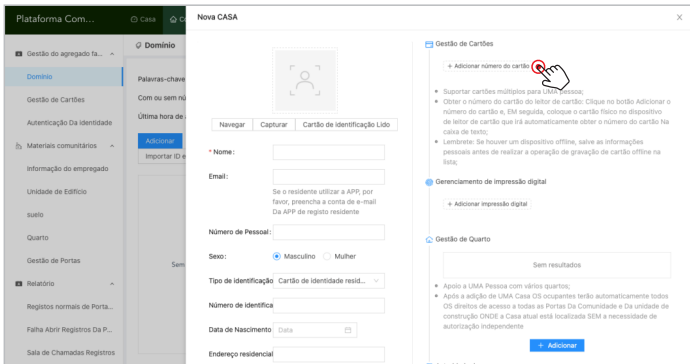 Plataforma Com...
Casa
Nova CASA
Gestão do agregado fa...
Domínio
Gestão de Cartões
Autenticação Da Identidade
Materiais comunitários
Informação do empregado
Unidade de Edifício
suelo
Quarto
Gestão de Portas
Relatório
Registos normais de Porta...
Falha Abrir Registros Da P...
Sala de Chamadas Registros
Domínio
Palavras-chave
Com ou sem nú
Última hora de
Adicionar
Importar ID e
Sem
Navegar
Capturar
Cartão de identificação Lido
* Nome:
Email:
Se o residente utilizar a APP, por
favor, preencha a conta de e-mail
Da APP de registo residente
Número de Pessoal:
Sexo:
Masculino
Mulher
Tipo de identificação
Cartão de identidade resid...
Número de identifica
Data de Nascimento
Data
Endereço residencial
Gestão de Cartões
+ Adicionar número do cartão
Suportar cartões múltiplos para UMA pessoa;
Obter o número do cartão do leitor de cartão: Clique no botão Adicionar o
número do cartão e, EM seguida, coloque o cartão físico no dispositivo
de leitor de cartão que irá automaticamente obter o número do cartão Na
caixa de texto;
Lembrete: Se houver um dispositivo offline, salve as informações
pessoais antes de realizar a operação de gravação de cartão offline na
lista;
Gerenciamento de impressão digital
+ Adicionar impressão digital
Gestão de Quarto
Sem resultados
Apoio a UMA Pessoa com vários quartos;
Após a adição de UMA Casa OS ocupantes terão automaticamente todos
OS direitos de acesso a todas as Portas Da Comunidade e Da unidade de
construção ONDE a Casa atual está localizada SEM a necessidade de
autorização independente
+ Adicionar